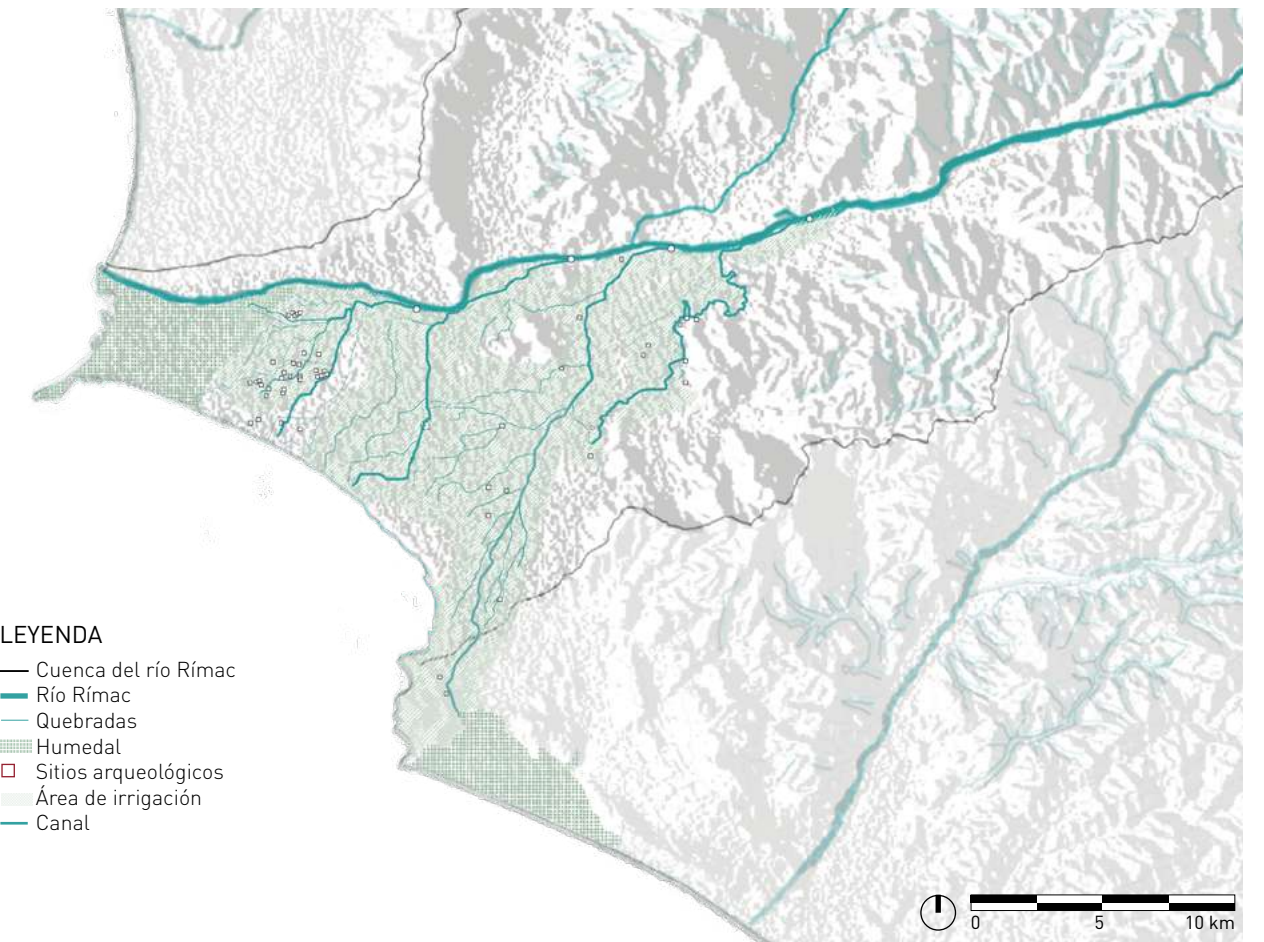 LEYENDA
Cuenca del río Rímac
Río Rímac
Quebradas
Humedal
Sitios arqueológicos
Área de irrigación
Canal
0 5 10 km